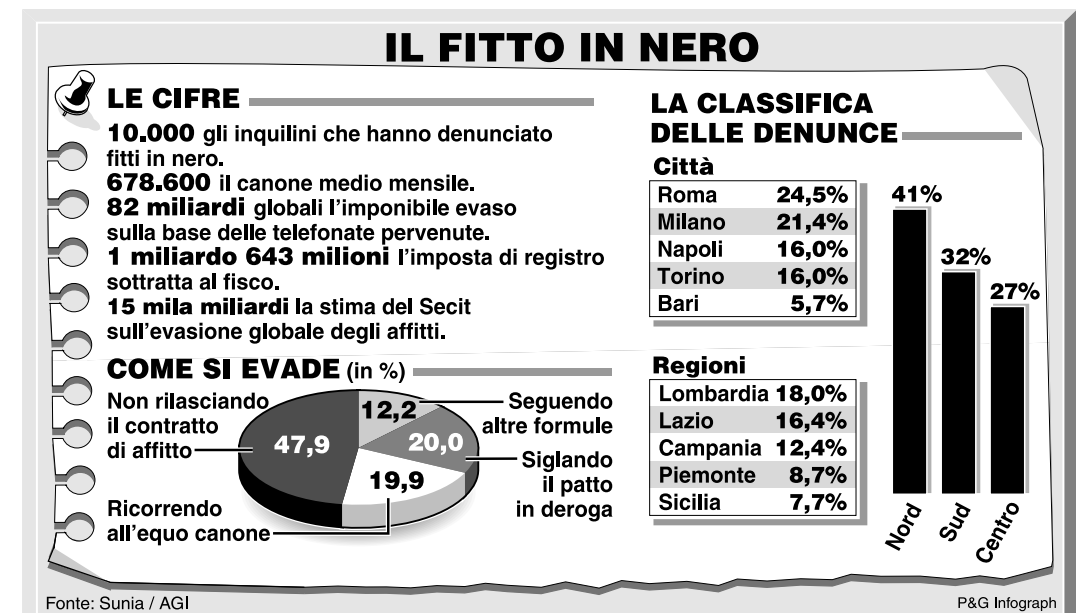 IL FITTO IN NERO
LE CIFRE
10.000 gli inquilini che hanno denunciato
fitti in nero.
678.600 il canone medio mensile.
82 miliardi globali l'imponibile evaso
sulla base delle telefonate pervenute.
1 miliardo 643 milioni l'imposta di registro
sottratta al fisco.
15 mila miliardi la stima del Secit
sull'evasione globale degli affitti.
COME SI EVADE (in %)
Non rilasciando
il contratto
di affitto
47,9
12,2
Seguendo
altre formule
20,0
Siglando
il patto
in deroga
19,9
Ricorrendo
all'equo canone
LA CLASSIFICA
DELLE DENUNCE
Città
Roma 24,5%
Milano 21,4%
Napoli 16,0%
Torino 16,0%
Bari 5,7%
Regioni
Lombardia 18,0%
Lazio 16,4%
Campania 12,4%
Piemonte 8,7%
Sicilia 7,7%
41%
32%
27%
Nord
Sud
Centro
Fonte: Sunia / AGI
P&G Infograph